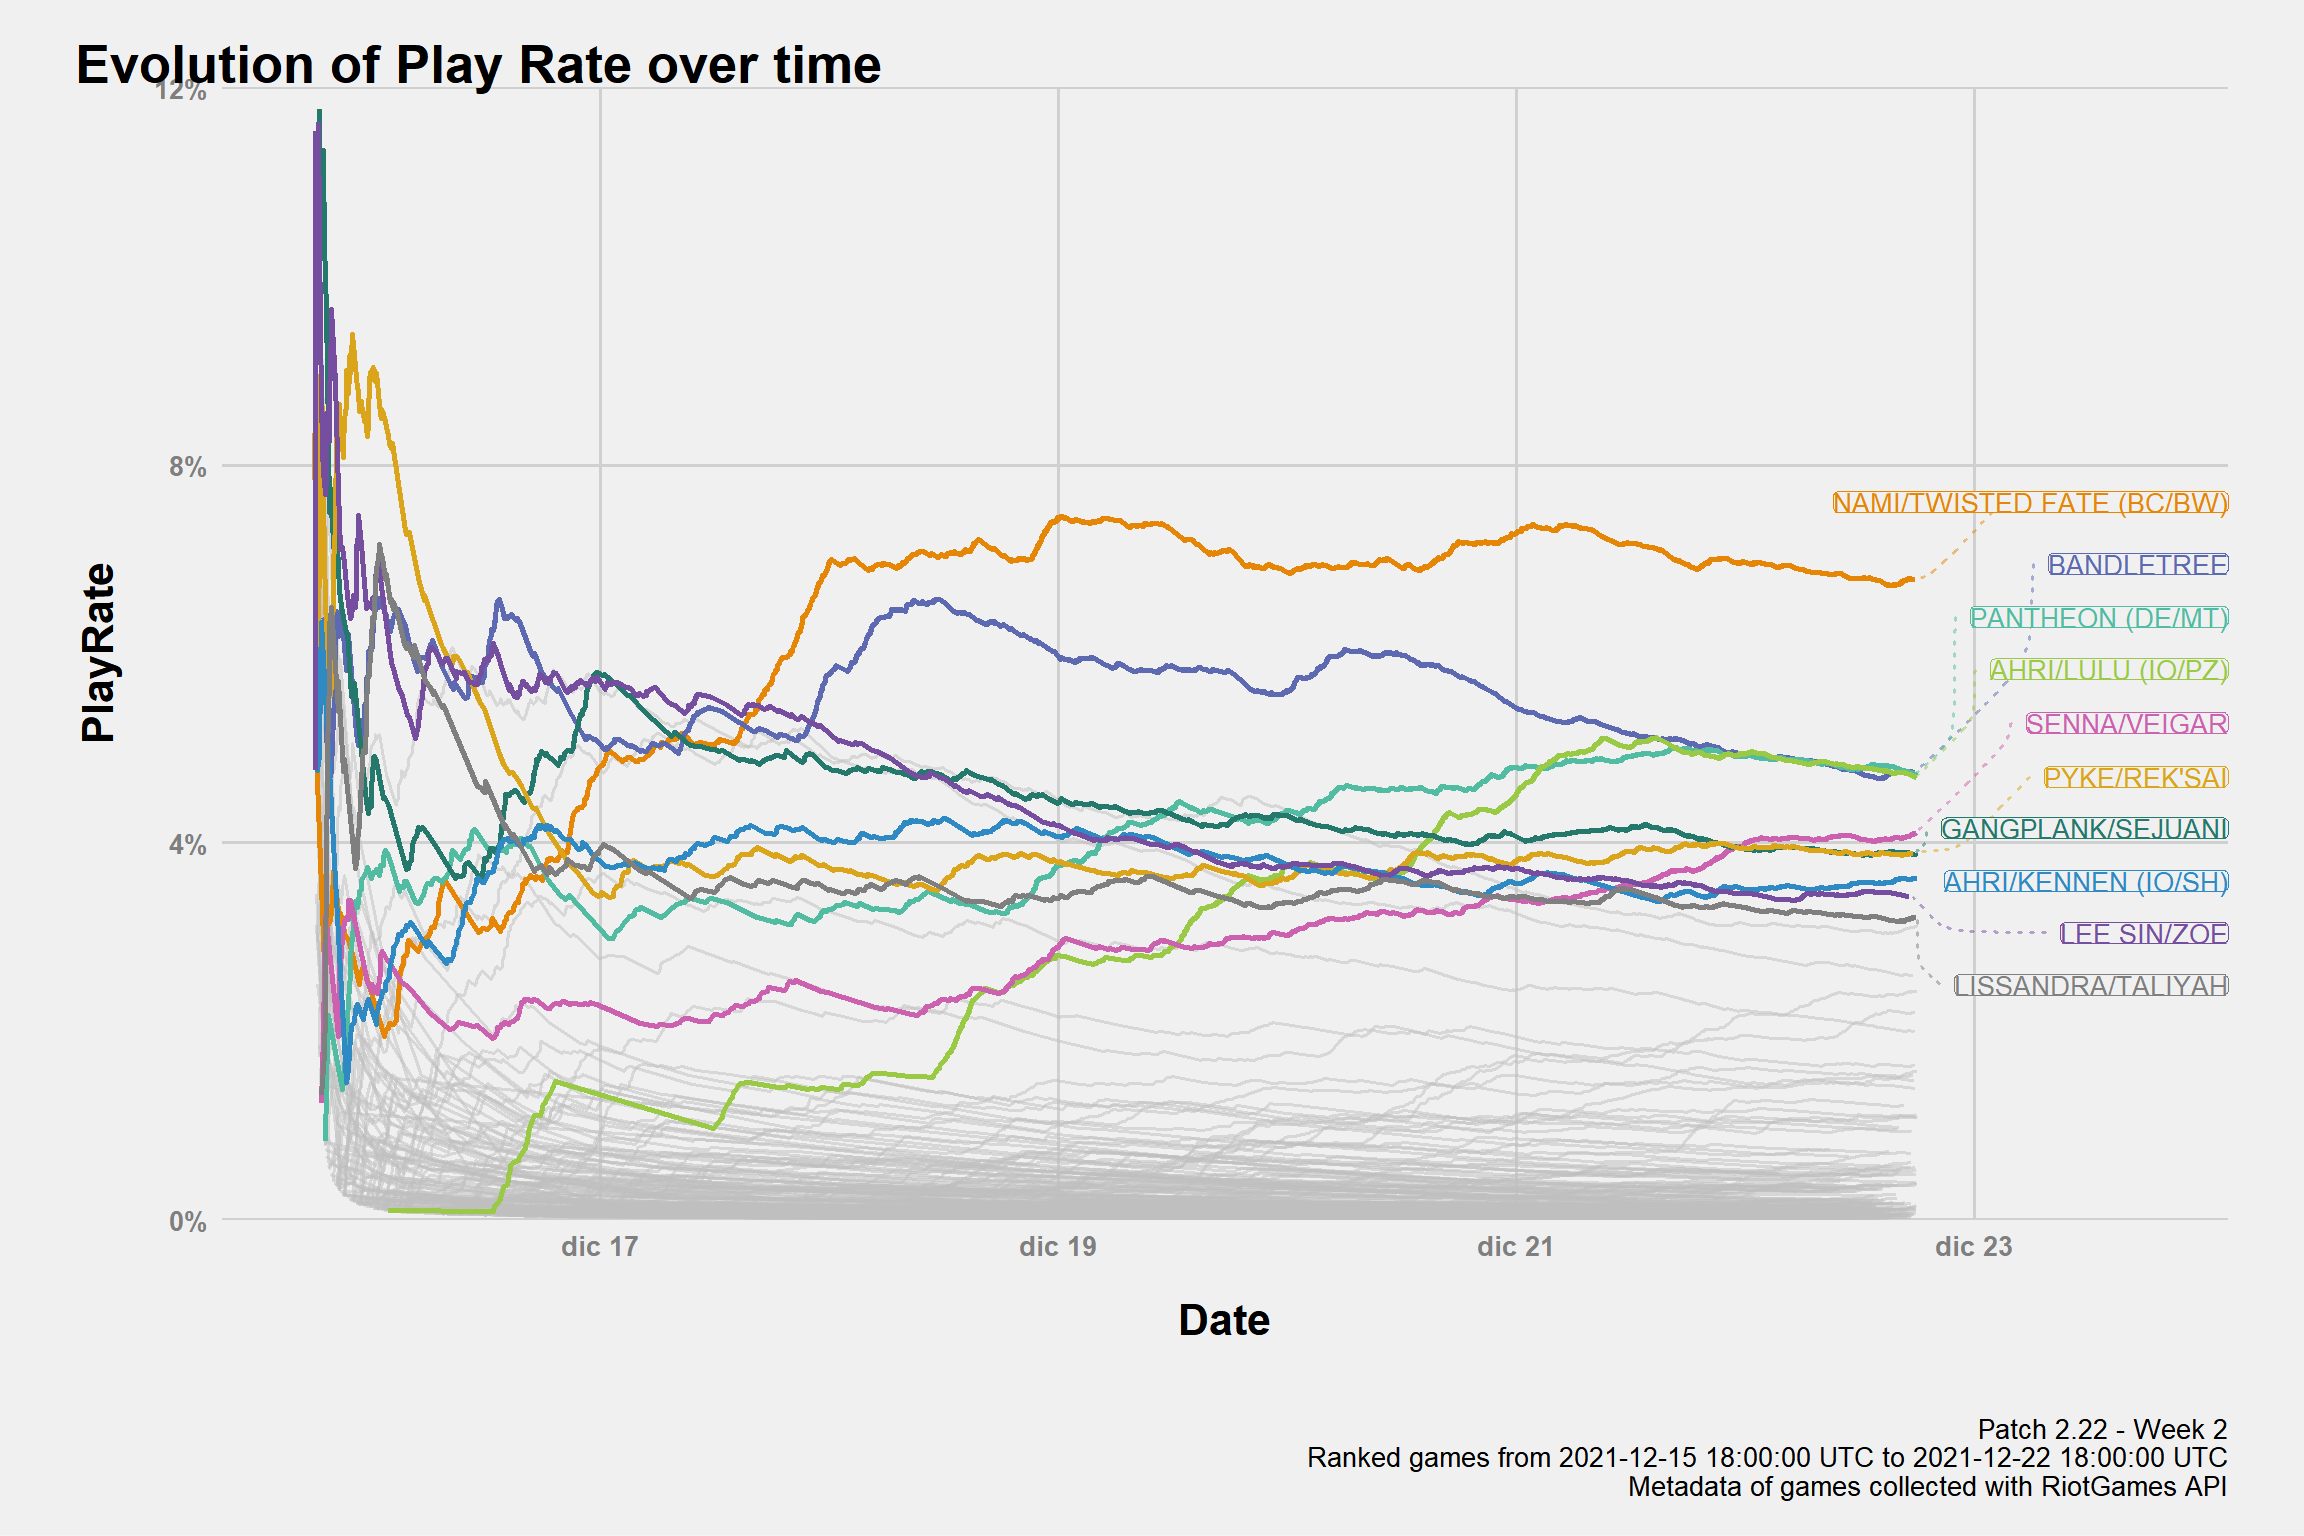 Evolution of Play Rate over time
12%
8%
4%
0%
PlayRate
NAMI/TWISTED FATE (BC/BW)
BANDLETREE
PANTHEON (DE/MT)
AHRI/LULU (IO/PZ)
SENNA/VEIGAR
PYKE/REK'SAI
GANGPLANK/SEJUANI
AHRI/KENNEN (IO/SH)
LEE SIN/ZOE
LISSANDRA/TALIYAH
dic 17
dic 19
dic 21
dic 23
Date
Patch 2.22 - Week 2
Ranked games from 2021-12-15 18:00:00 UTC to 2021-12-22 18:00:00 UTC
Metadata of games collected with RiotGames API